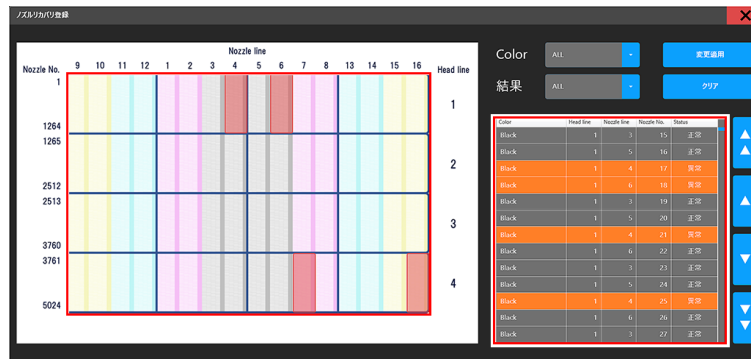 ノズルリカバリ登録
Nozzle line
Nozzle No. 9 10 11 12 1 2 3 4 5 6 7 8 13 14 15 16 Head line
1
1264
1
1265
2512
2
2513
3760
3
3761
5024
4
Color ALL 変更適用
結果 ALL クリア
Color Head line Nozzle line Nozzle No. Status
Black 1 3 15 正常
Black 1 5 16 正常
Black 1 4 17 異常
Black 1 6 18 異常
Black 1 3 19 正常
Black 1 5 20 正常
Black 1 4 21 異常
Black 1 6 22 正常
Black 1 3 23 正常
Black 1 5 24 正常
Black 1 4 25 異常
Black 1 6 26 正常
Black 1 3 27 正常